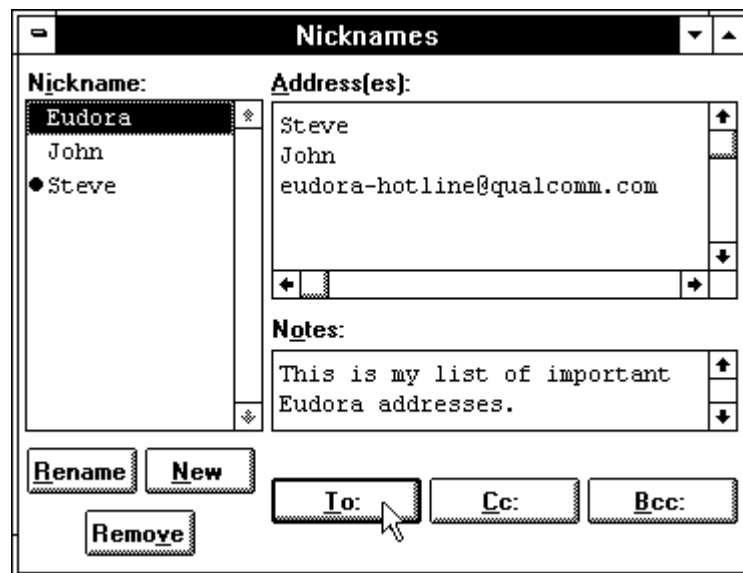 Nicknames
Nickname:
Eudora
John
Steve
Address(es):
Steve
John
eudora-hotline@qualcomm.com
Notes:
This is my list of important
Eudora addresses.
Rename New
Remove
To: Cc: Bcc: